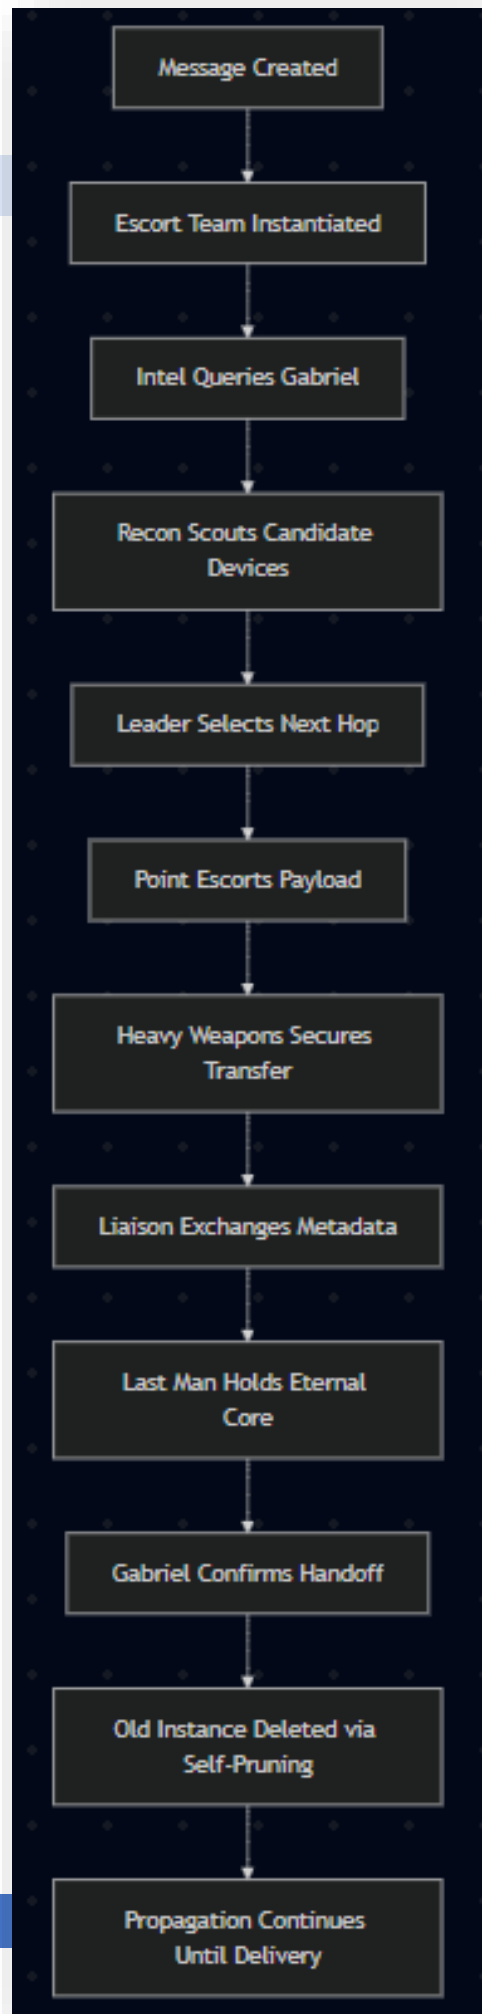 Message Created
Escort Team Instantiated
Intel Queries Gabriel
Recon Scouts Candidate
Devices
Leader Selects Next Hop
Point Escorts Payload
Heavy Weapons Secures
Transfer
Liaison Exchanges Metadata
Last Man Holds Eternal
Core
Gabriel Confirms Handoff
Old Instance Deleted via
Self-Pruning
Propagation Continues
Until Delivery